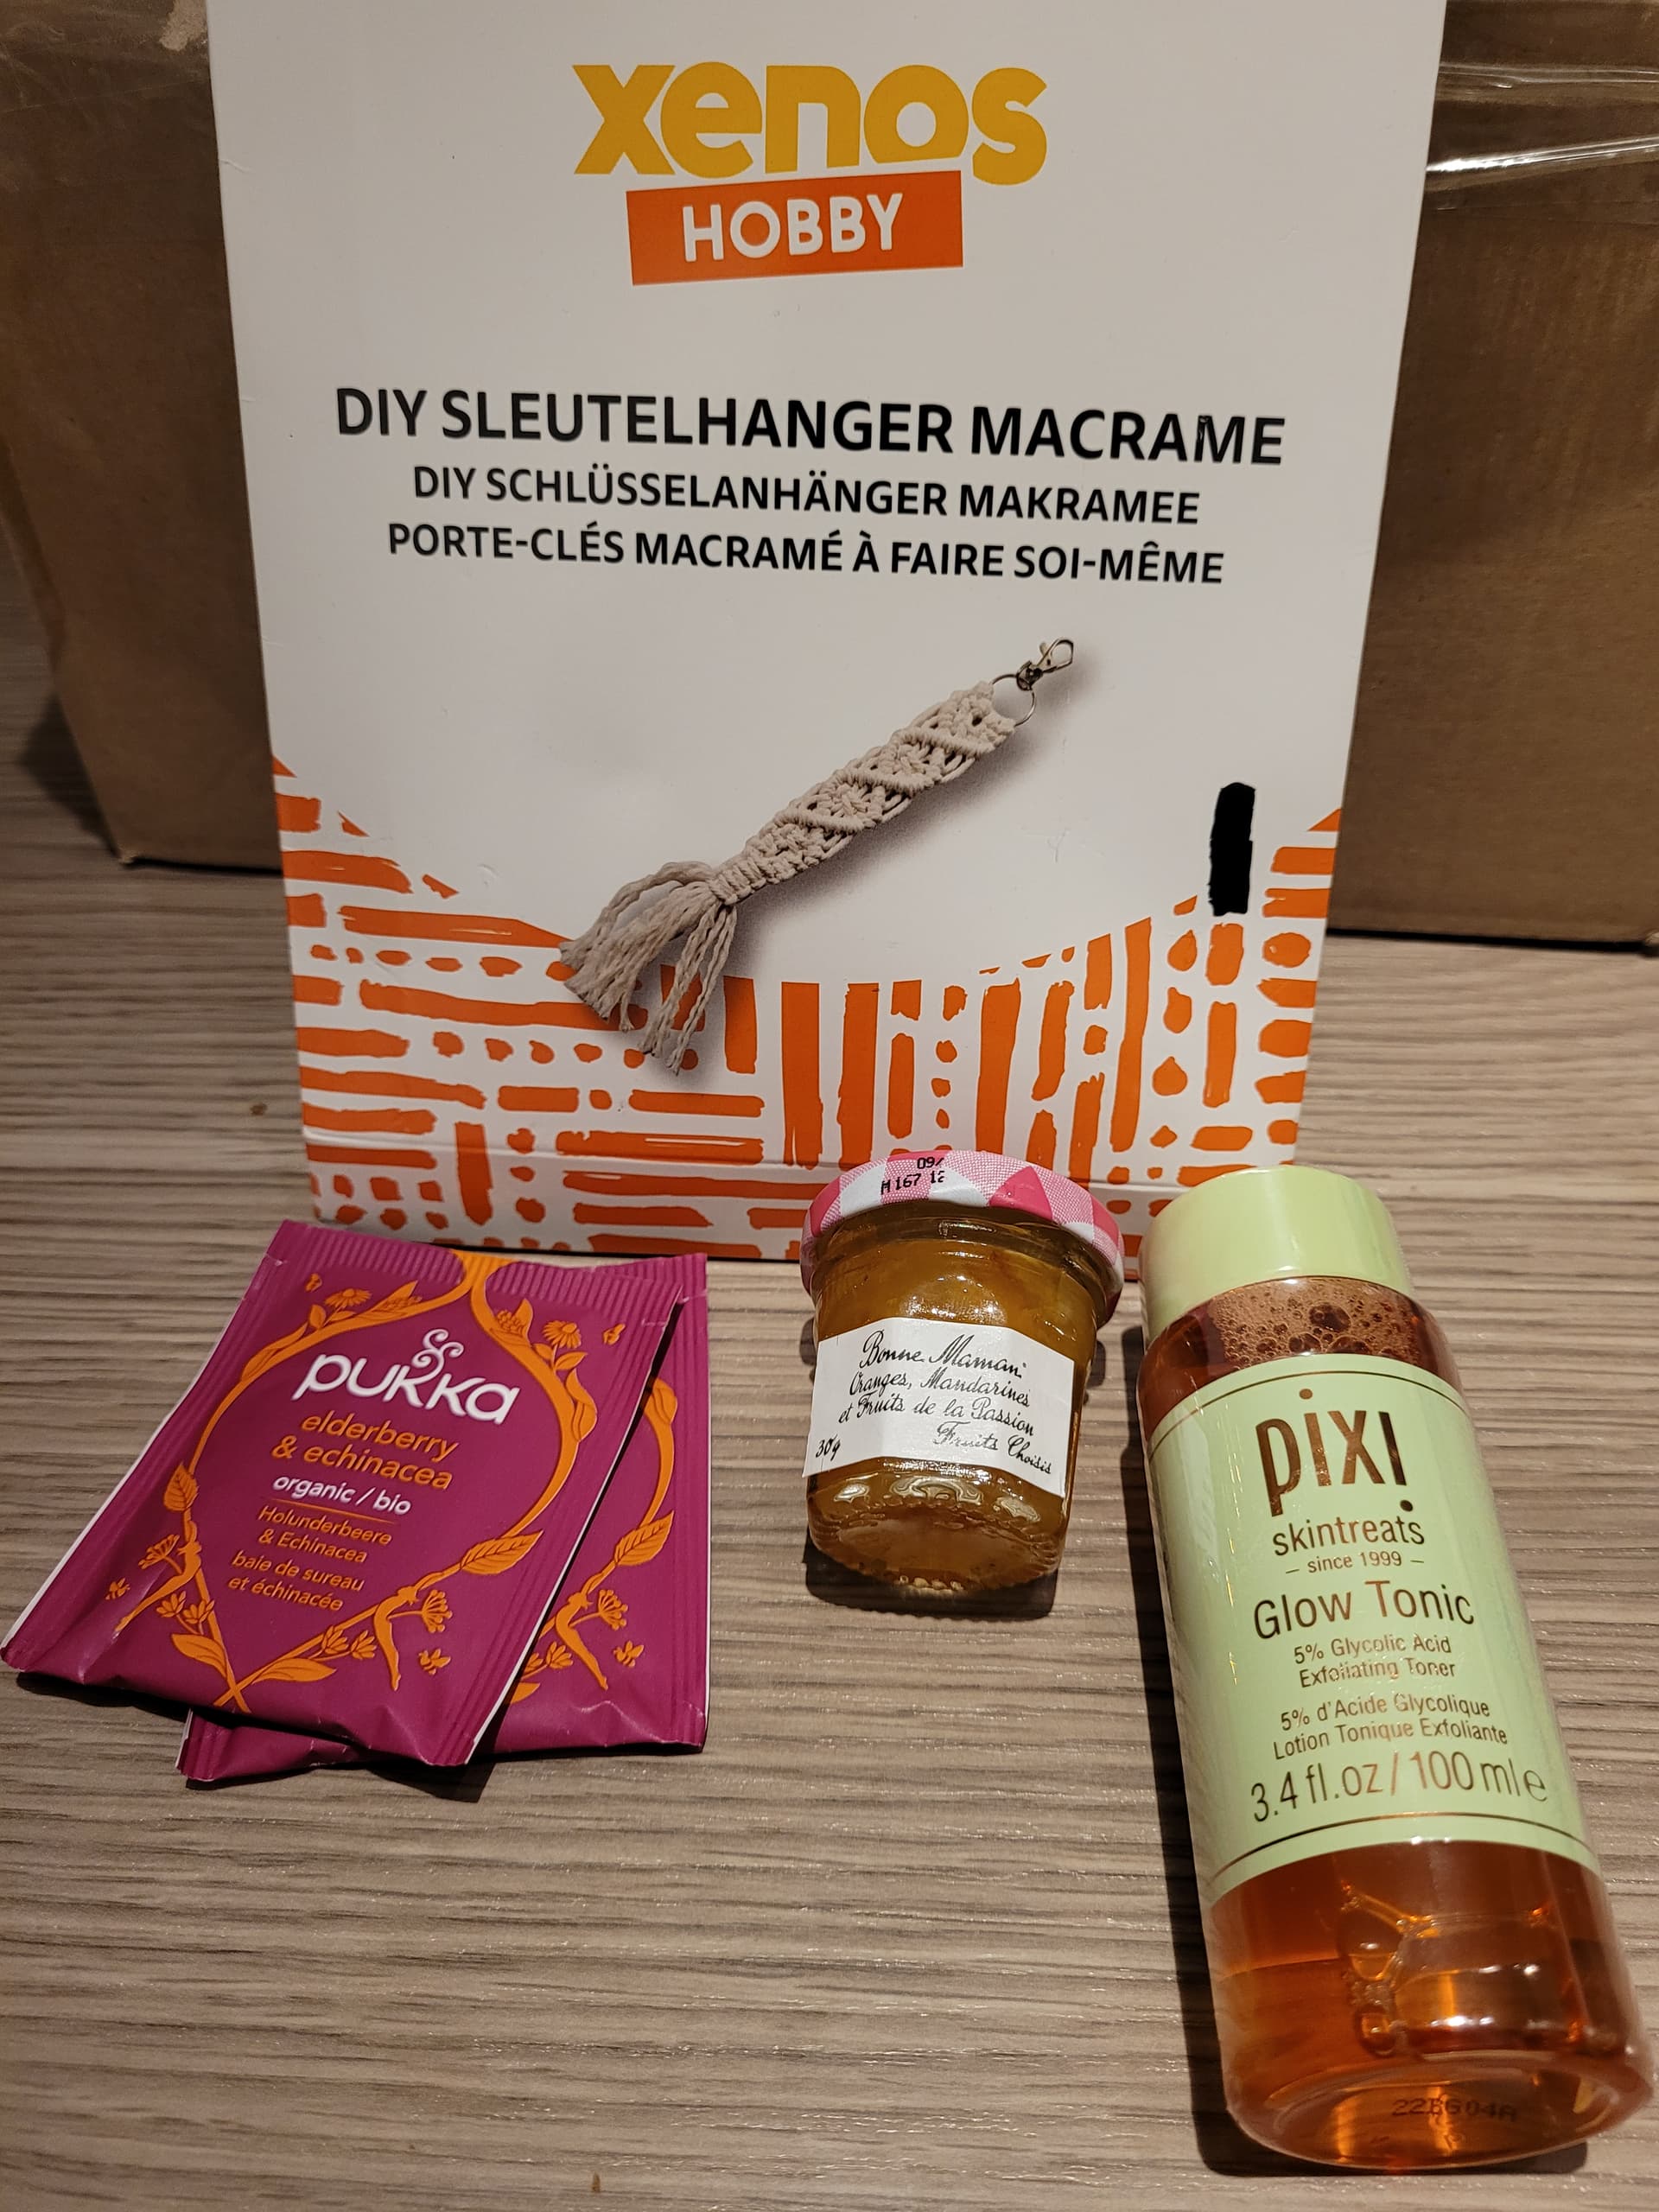 xenos
HOBBY
DIY SLEUTELHANGER MACRAME
DIY SCHLÜSSELANHÄNGER MAKRAMEE
PORTE-CLÉS MACRAMÉ À FAIRE SOI-MÊME
pukka
elderberry
& echinacea
organic / bio
Holunderbeere
& Echinacea
baie de sureau
et échinacée
09/
H 167 12
Bonne Maman
Oranges, Mandarines
et Fruits de la Passion
Fruits Choisis
30g
pixi
skintreats
– since 1999 –
Glow Tonic
5% Glycolic Acid
Exfoliating Toner
5% d'Acide Glycolique
Lotion Tonique Exfoliante
3.4 fl.oz / 100 ml e